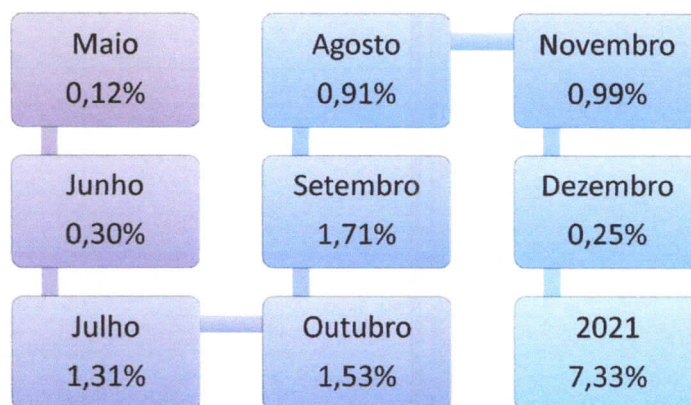 Maio
0,12%
Junho
0,30%
Julho
1,31%
Agosto
0,91%
Setembro
1,71%
Outubro
1,53%
Novembro
0,99%
Dezembro
0,25%
2021
7,33%